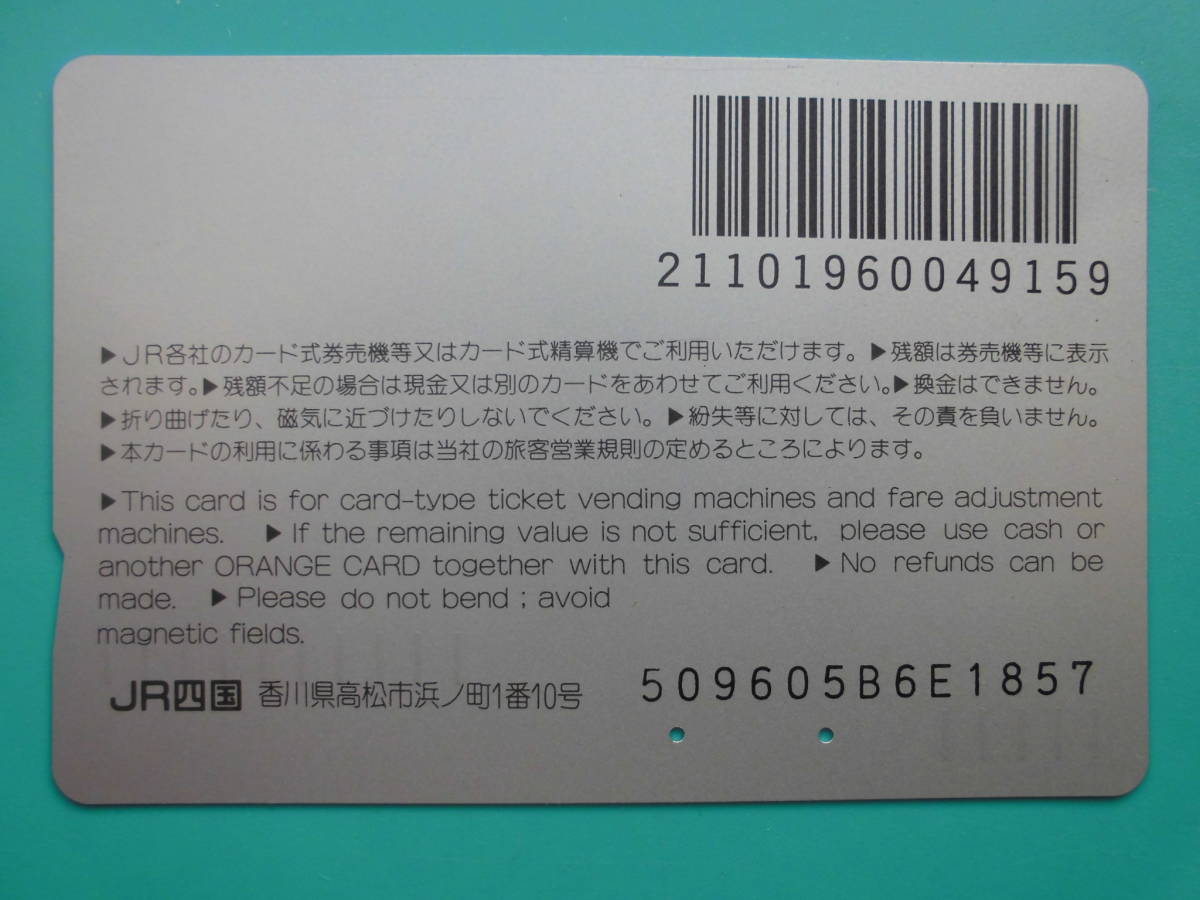 21101960049159
▶JR各社のカード式券売機等又はカード式精算機でご利用いただけます。▶残額は券売機等に表示
されます。▶残額不足の場合は現金又は別のカードをあわせてご利用ください。▶換金はできません。
▶折り曲げたり、磁気に近づけたりしないでください。▶紛失等に対しては、その責を負いません。
▶本カードの利用に係わる事項は当社の旅客営業規則の定めるところによります。
▶This card is for card-type ticket vending machines and fare adjustment
machines. ▶If the remaining value is not sufficient, please use cash or
another ORANGE CARD together with this card. ▶No refunds can be
made. ▶Please do not bend ; avoid
magnetic fields.
JR四国 香川県高松市浜ノ町1番10号 509605B6E1857